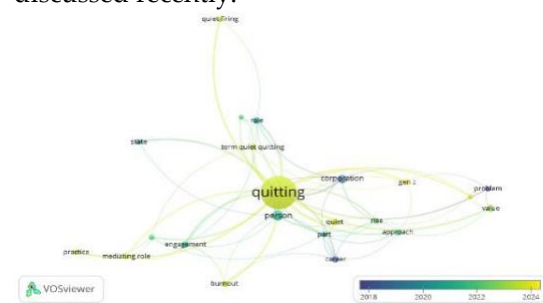 discussed recently.
quiet firing
role
state
term quiet quitting
corporation
gen z
quitting
problem
person
value
quiet
rise
part
approach
engagement
practice
mediating role
career
burnout
VOSviewer
2018 2020 2022 2024